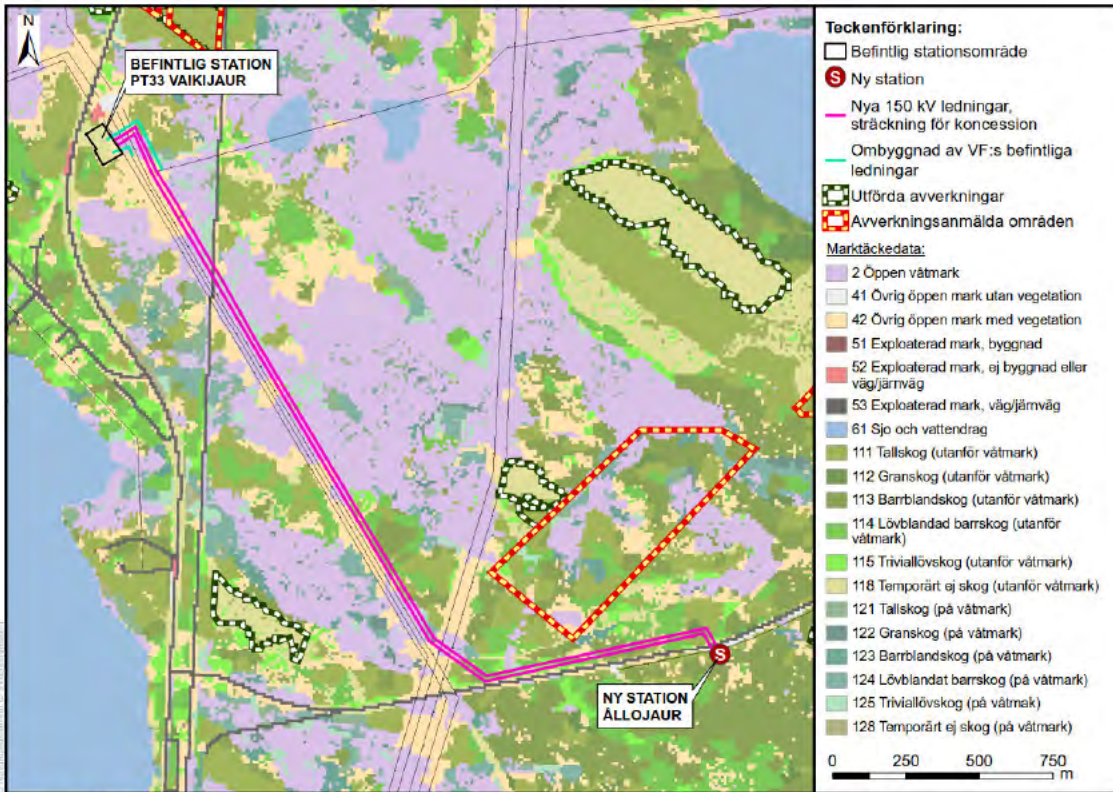 N
BEFINTLIG STATION
PT33 VAIKIJAUR
NY STATION
ÅLLOJAUR
S
Teckenförklaring:
Befintlig stationsområde
S Ny station
Nya 150 kV ledningar,
sträckning för koncession
Ombyggnad av VF:s befintliga
ledningar
Utförda avverkningar
Avverkningsanmälda områden
Marktäckedata:
2 Öppen våtmark
41 Övrig öppen mark utan vegetation
42 Övrig öppen mark med vegetation
51 Exploaterad mark, byggnad
52 Exploaterad mark, ej byggnad eller
väg/järnväg
53 Exploaterad mark, väg/järnväg
61 Sjo och vattendrag
111 Tallskog (utanför våtmark)
112 Granskog (utanför våtmark)
113 Barrblandskog (utanför våtmark)
114 Lövblandad barrskog (utanför
våtmark)
115 Triviallövskog (utanför våtmark)
118 Temporärt ej skog (utanför våtmark)
121 Tallskog (på våtmark)
122 Granskog (på våtmark)
123 Barrblandskog (på våtmark)
124 Lövblandat barrskog (på våtmark)
125 Triviallövskog (på våtmak)
128 Temporärt ej skog (på våtmark)
0 250 500 750
m